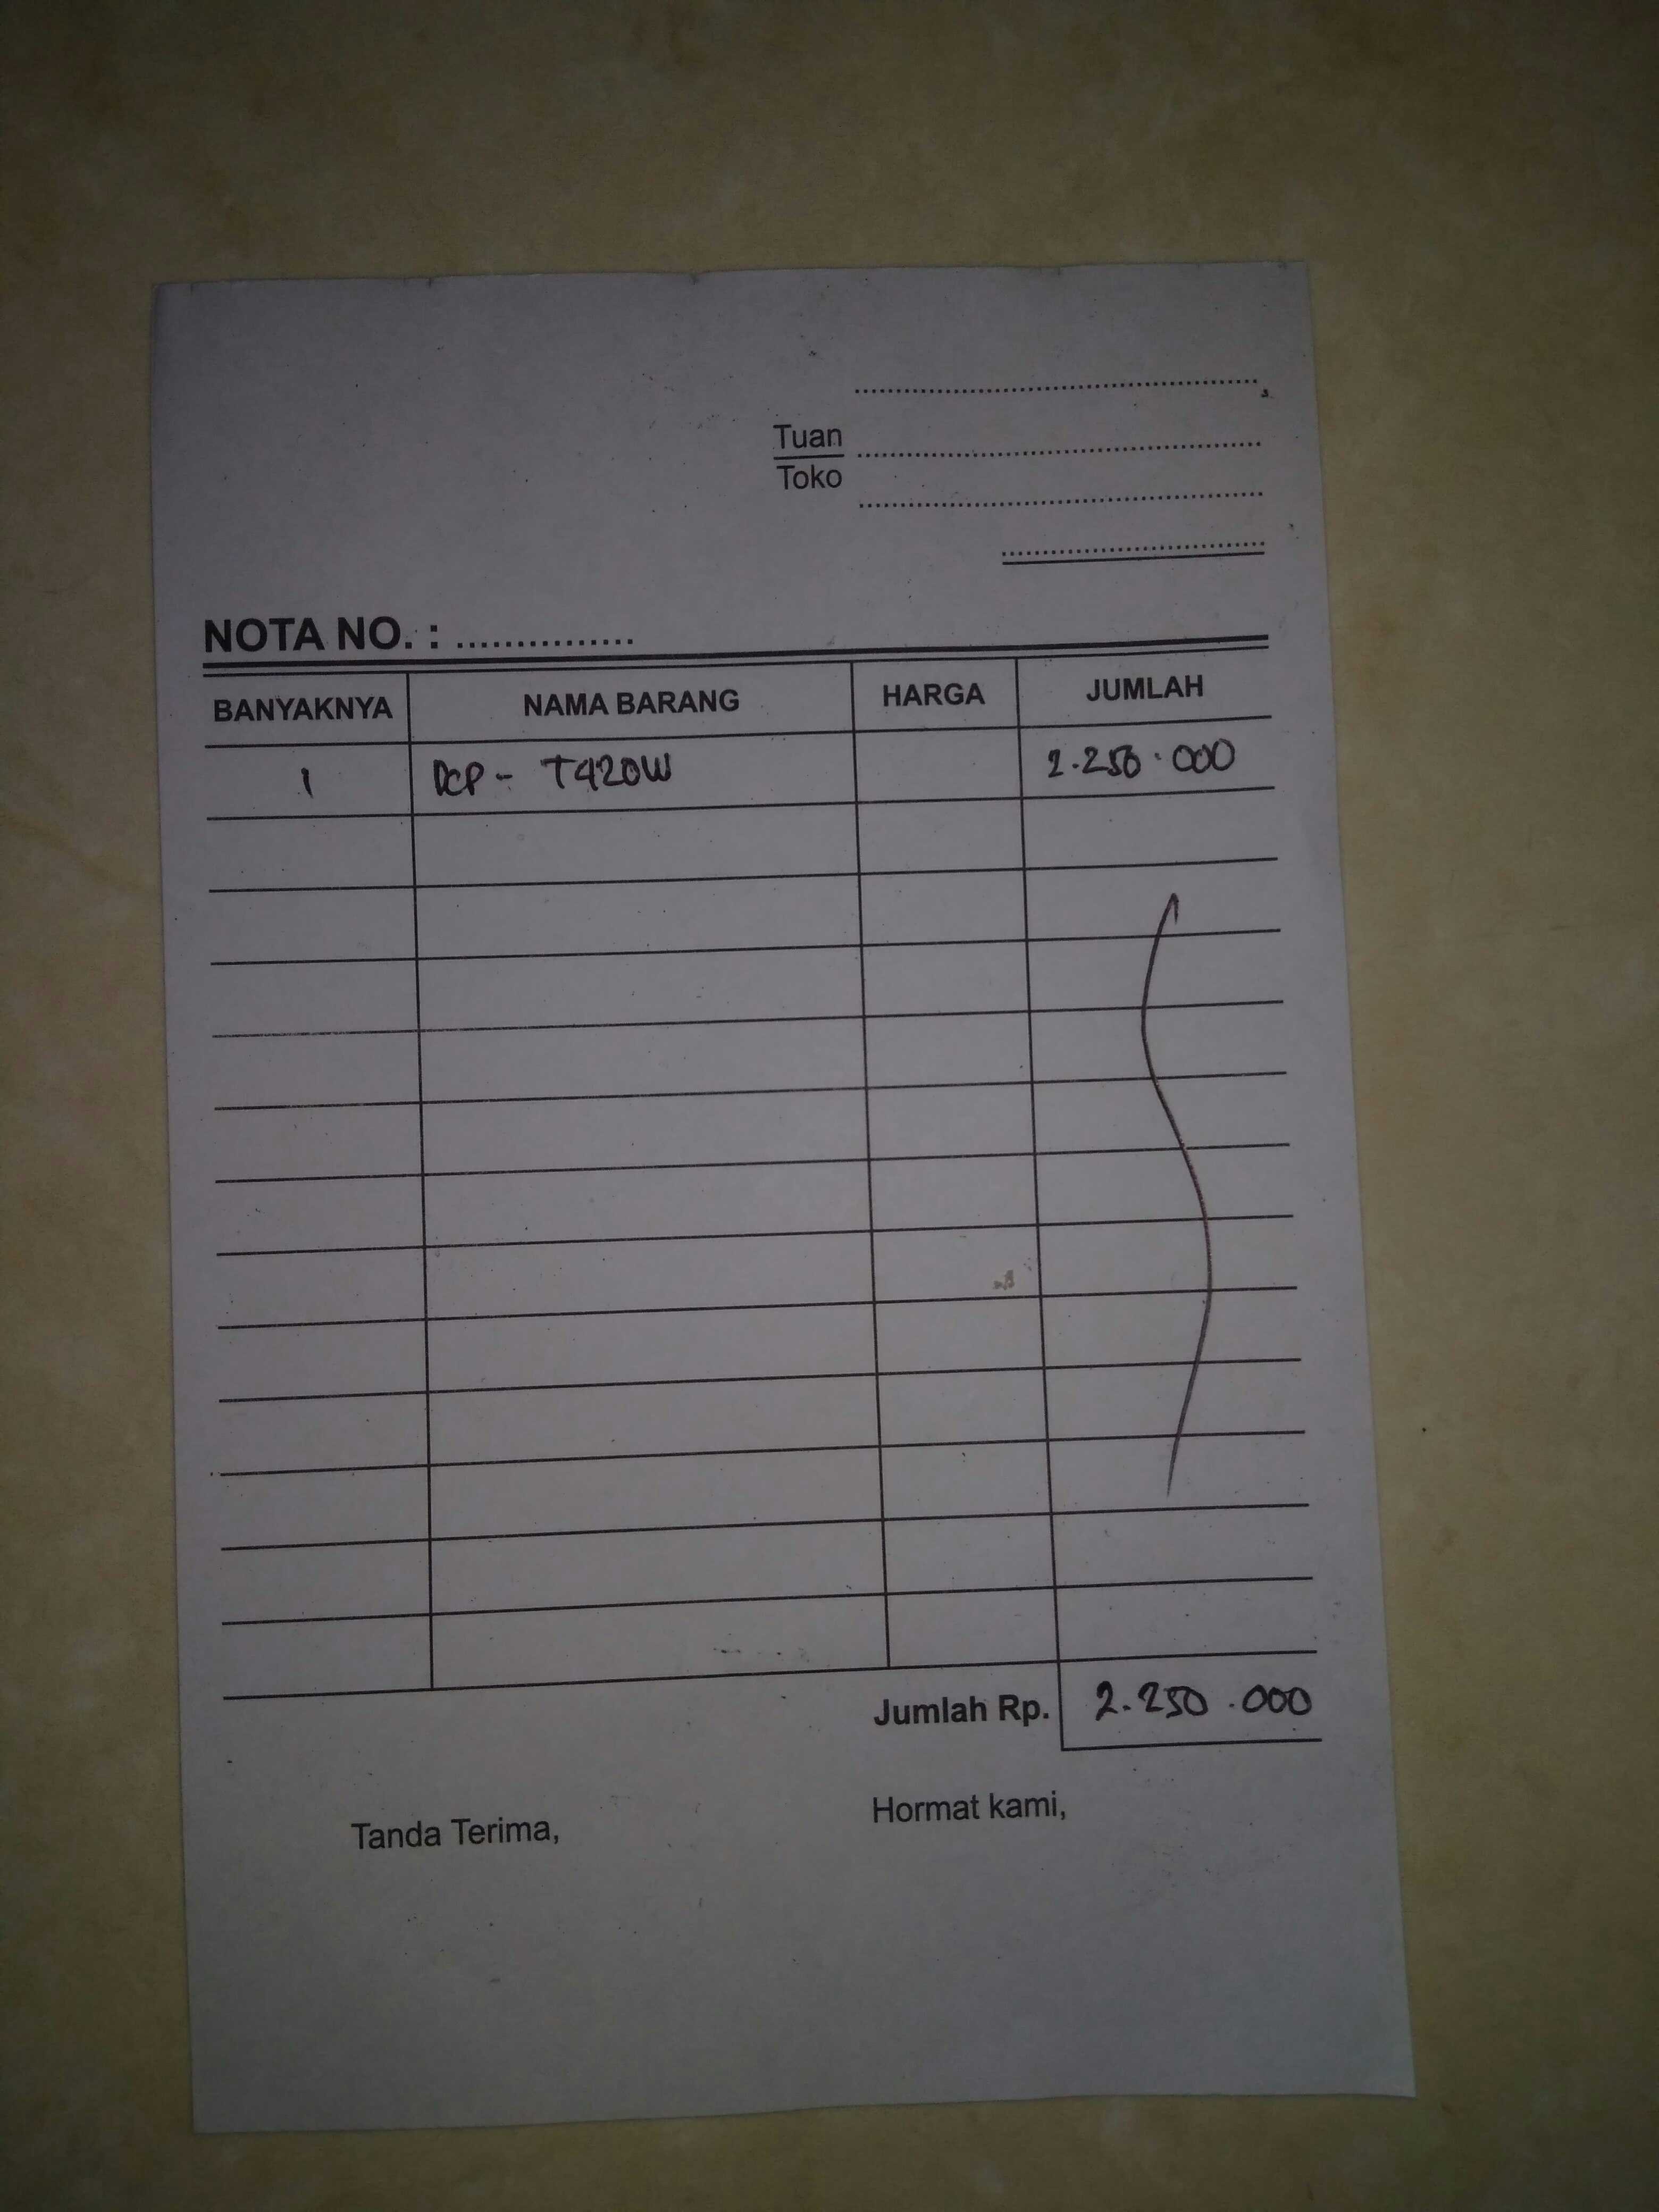 Tuan
Toko
NOTA NO. : ...............
BANYAKNYA NAMA BARANG HARGA JUMLAH
1 DCP - T420W 2.250.000
Jumlah Rp. 2.250.000
Tanda Terima, Hormat kami,